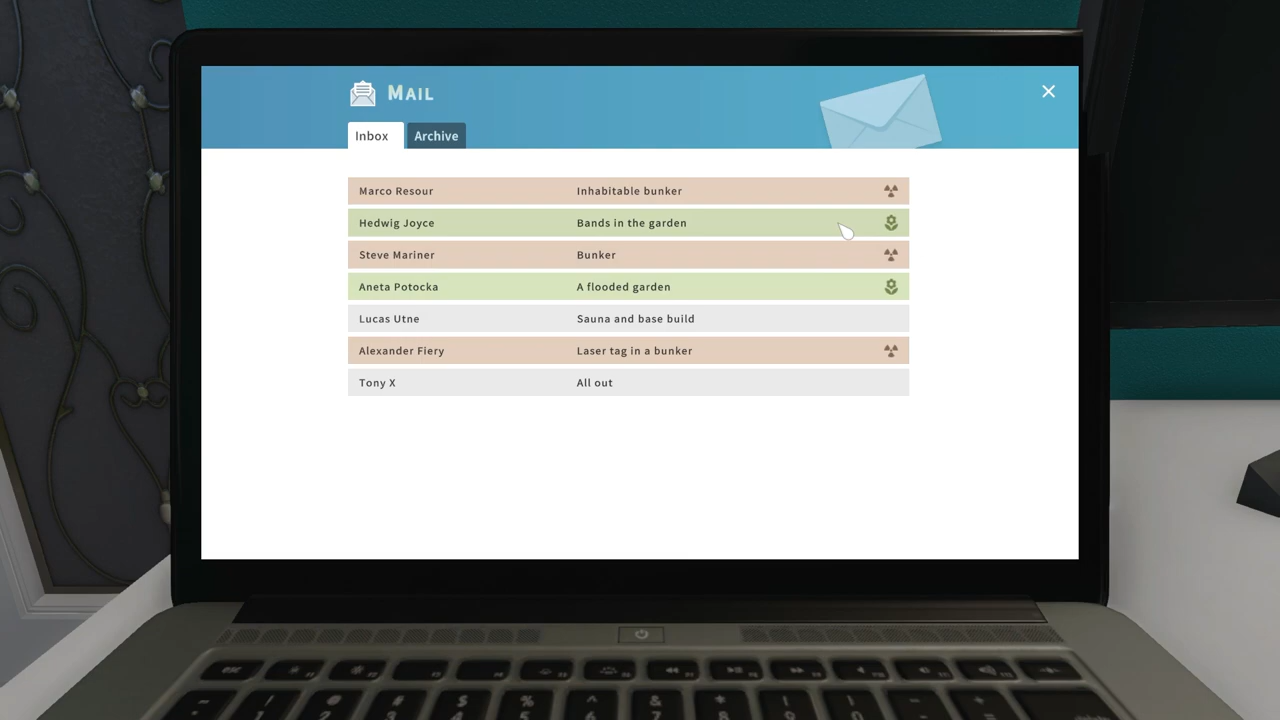 Mail
Inbox Archive
Marco Resour Inhabitable bunker
Hedwig Joyce Bands in the garden
Steve Mariner Bunker
Aneta Potocka A flooded garden
Lucas Utne Sauna and base build
Alexander Fiery Laser tag in a bunker
Tony X All out